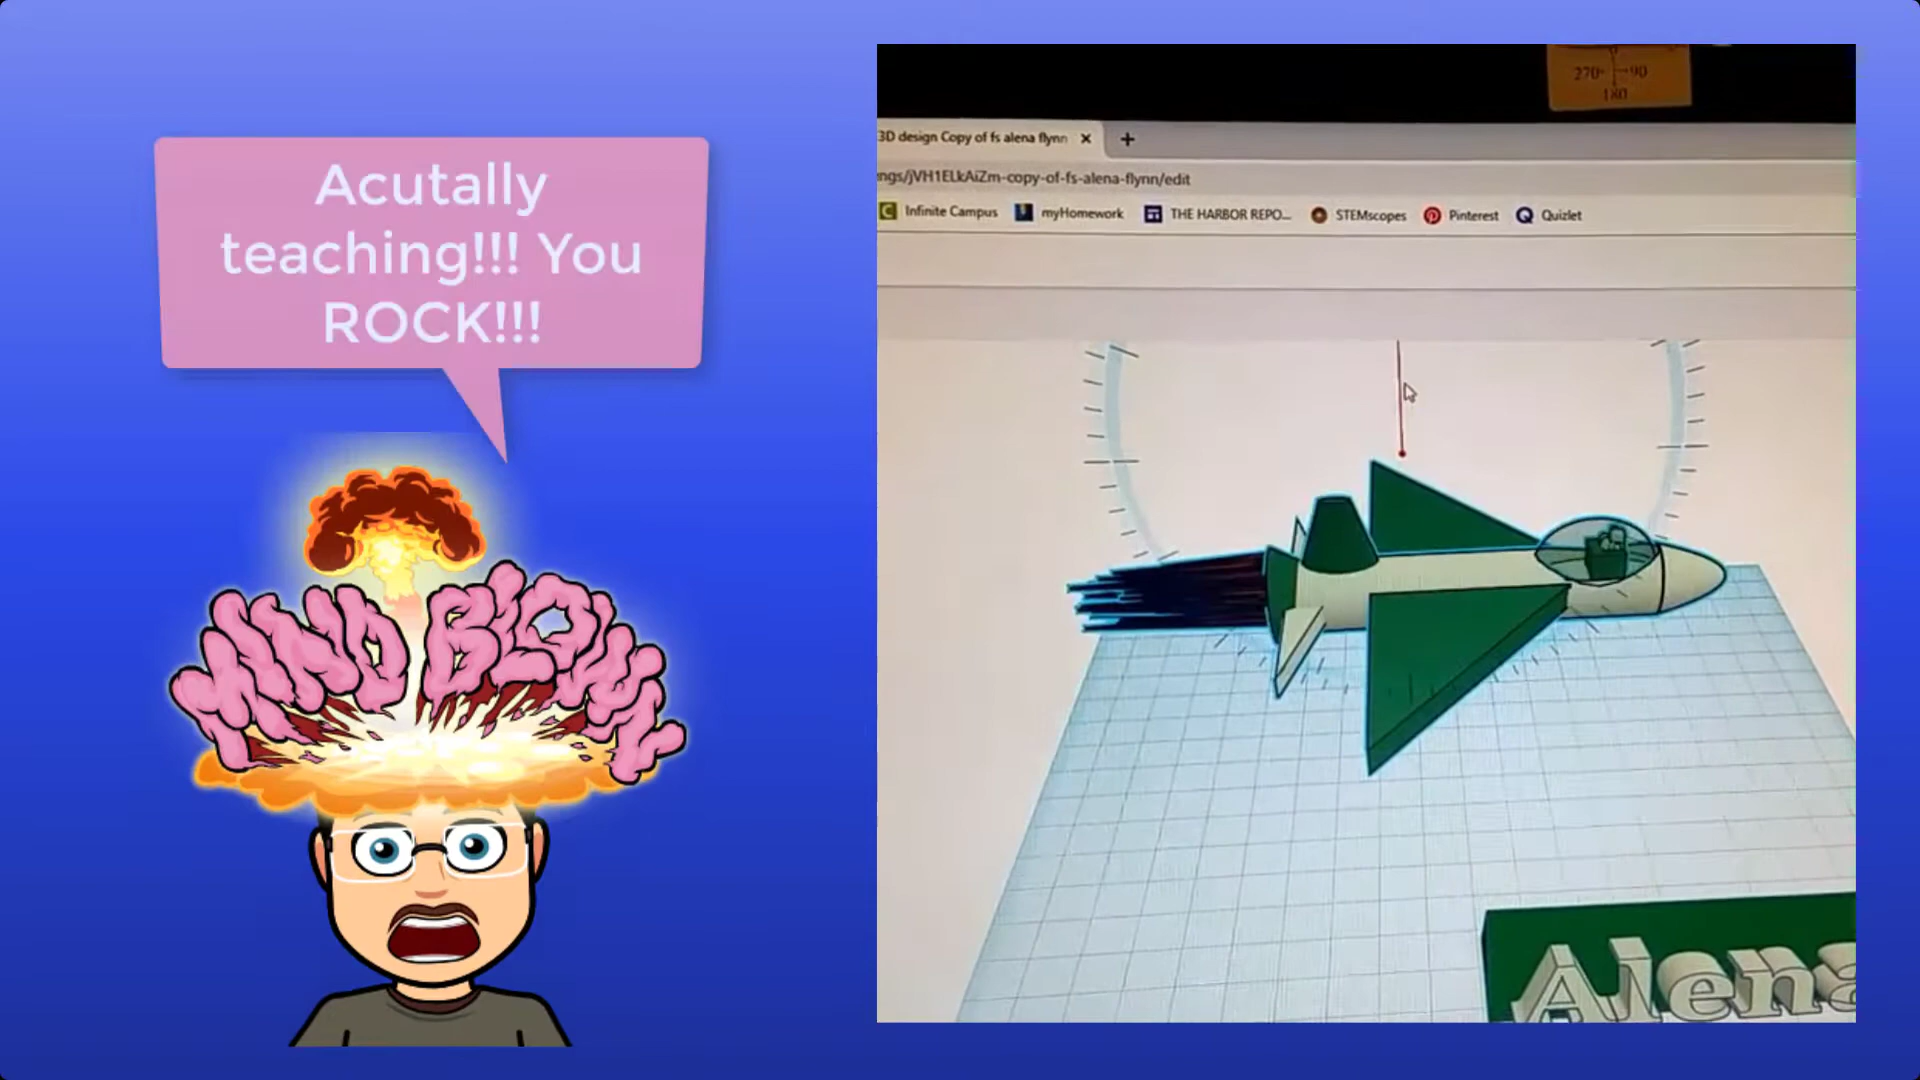 Acutally
teaching!!! You
ROCK!!!
MIND BLOWN
270° 90
180
3D design Copy of fs alena flynn
ngs/jVH1ELkAiZm-copy-of-fs-alena-flynn/edit
Infinite Campus myHomework THE HARBOR REPO... STEMscopes Pinterest Quizlet
Alena